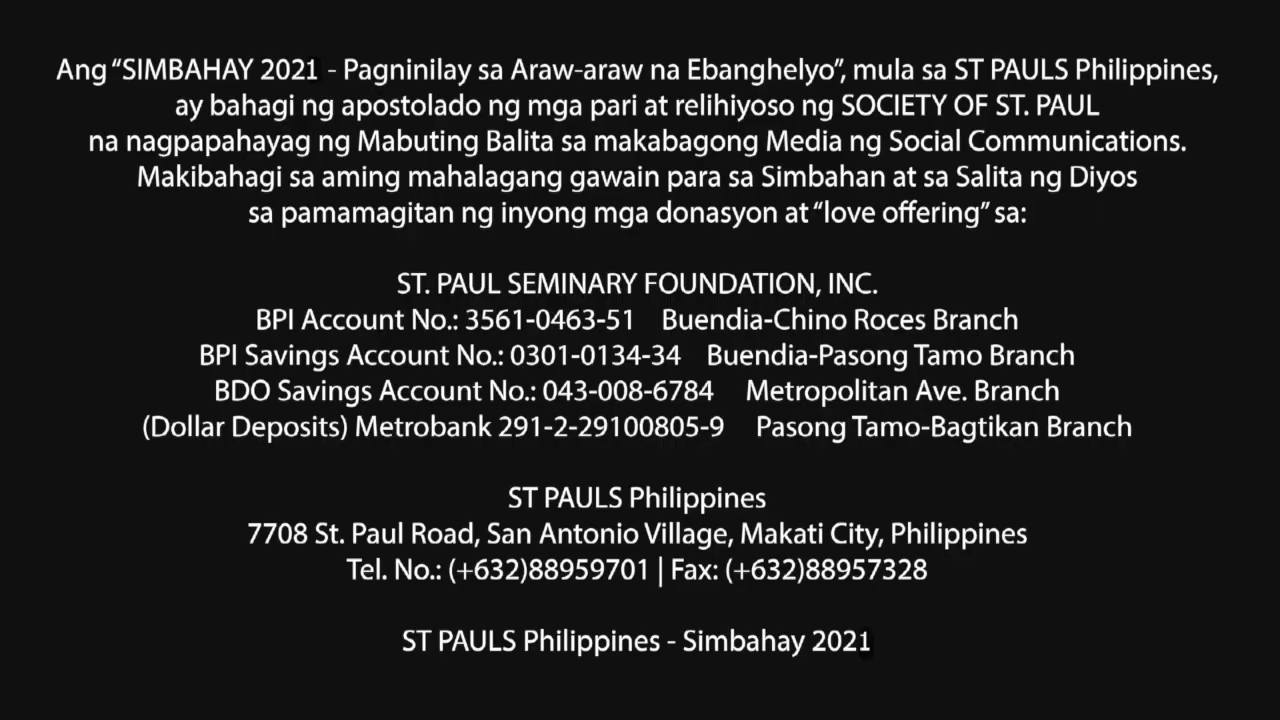 Ang “SIMBAHAY 2021 - Pagninilay sa Araw-araw na Ebanghelyo”, mula sa ST PAULS Philippines,
ay bahagi ng apostolado ng mga pari at relihiyoso ng SOCIETY OF ST. PAUL
na nagpapahayag ng Mabuting Balita sa makabagong Media ng Social Communications.
Makibahagi sa aming mahalagang gawain para sa Simbahan at sa Salita ng Diyos
sa pamamagitan ng inyong mga donasyon at “love offering” sa:
ST. PAUL SEMINARY FOUNDATION, INC.
BPI Account No.: 3561-0463-51 Buendia-Chino Roces Branch
BPI Savings Account No.: 0301-0134-34 Buendia-Pasong Tamo Branch
BDO Savings Account No.: 043-008-6784 Metropolitan Ave. Branch
(Dollar Deposits) Metrobank 291-2-29100805-9 Pasong Tamo-Bagtikan Branch
ST PAULS Philippines
7708 St. Paul Road, San Antonio Village, Makati City, Philippines
Tel. No.: (+632)88959701 | Fax: (+632)88957328
ST PAULS Philippines - Simbahay 2021